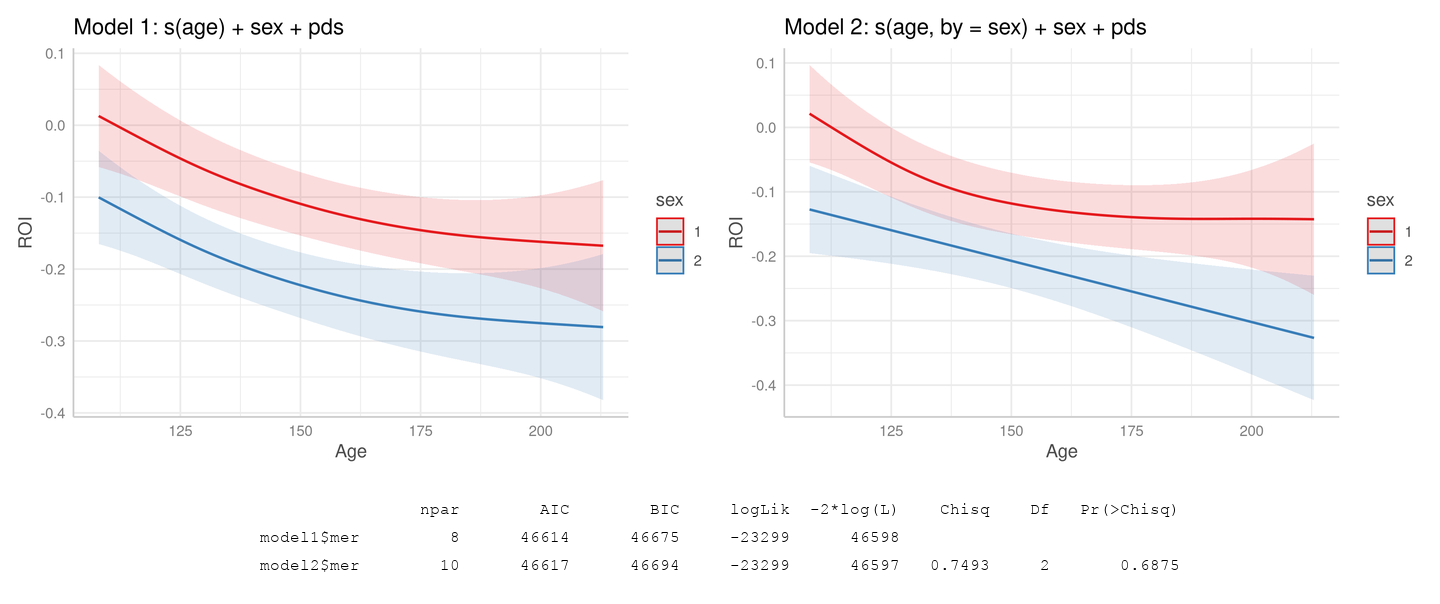 Model 1: s(age) + sex + pds
0.1
0.0
-0.1
-0.2
-0.3
-0.4
ROI
125 150 175 200
Age
sex
1
2
Model 2: s(age, by = sex) + sex + pds
0.1
0.0
-0.1
-0.2
-0.3
-0.4
ROI
125 150 175 200
Age
sex
1
2
npar AIC BIC logLik -2*log(L) Chisq Df Pr(>Chisq)
model1$mer 8 46614 46675 -23299 46598
model2$mer 10 46617 46694 -23299 46597 0.7493 2 0.6875